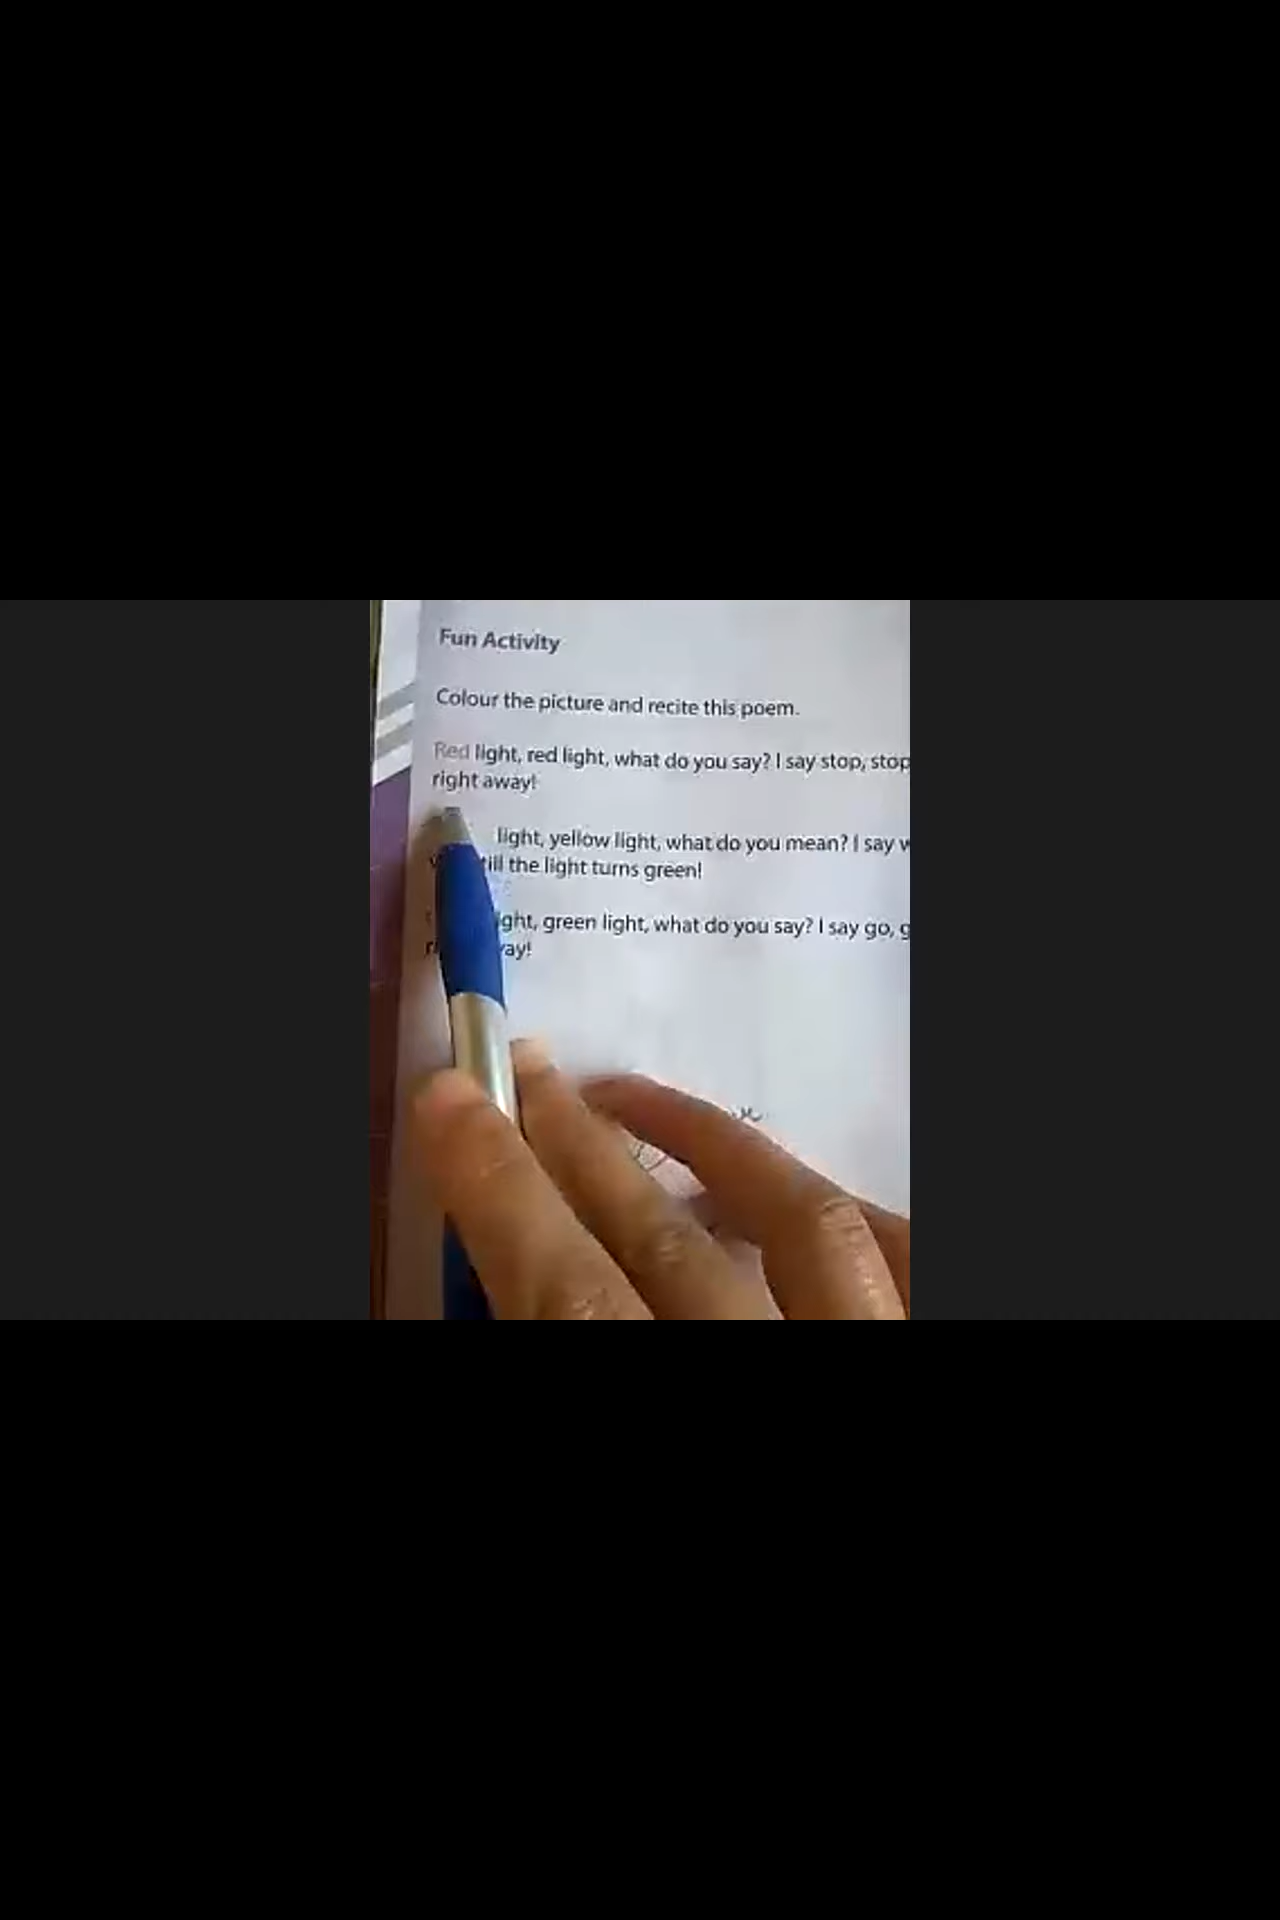 Fun Activity
Colour the picture and recite this poem.
Red light, red light, what do you say? I say stop, stop
right away!
light, yellow light, what do you mean? I say
till the light turns green!
light, green light, what do you say? I say go,